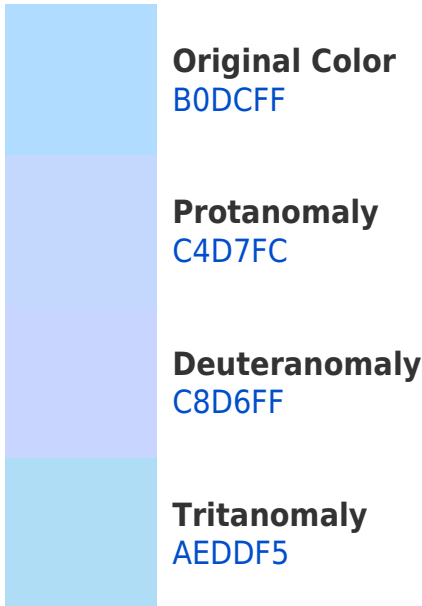 Original Color
B0DCFF
Protanomaly
C4D7FC
Deuteranomaly
C8D6FF
Tritanomaly
AEDDF5